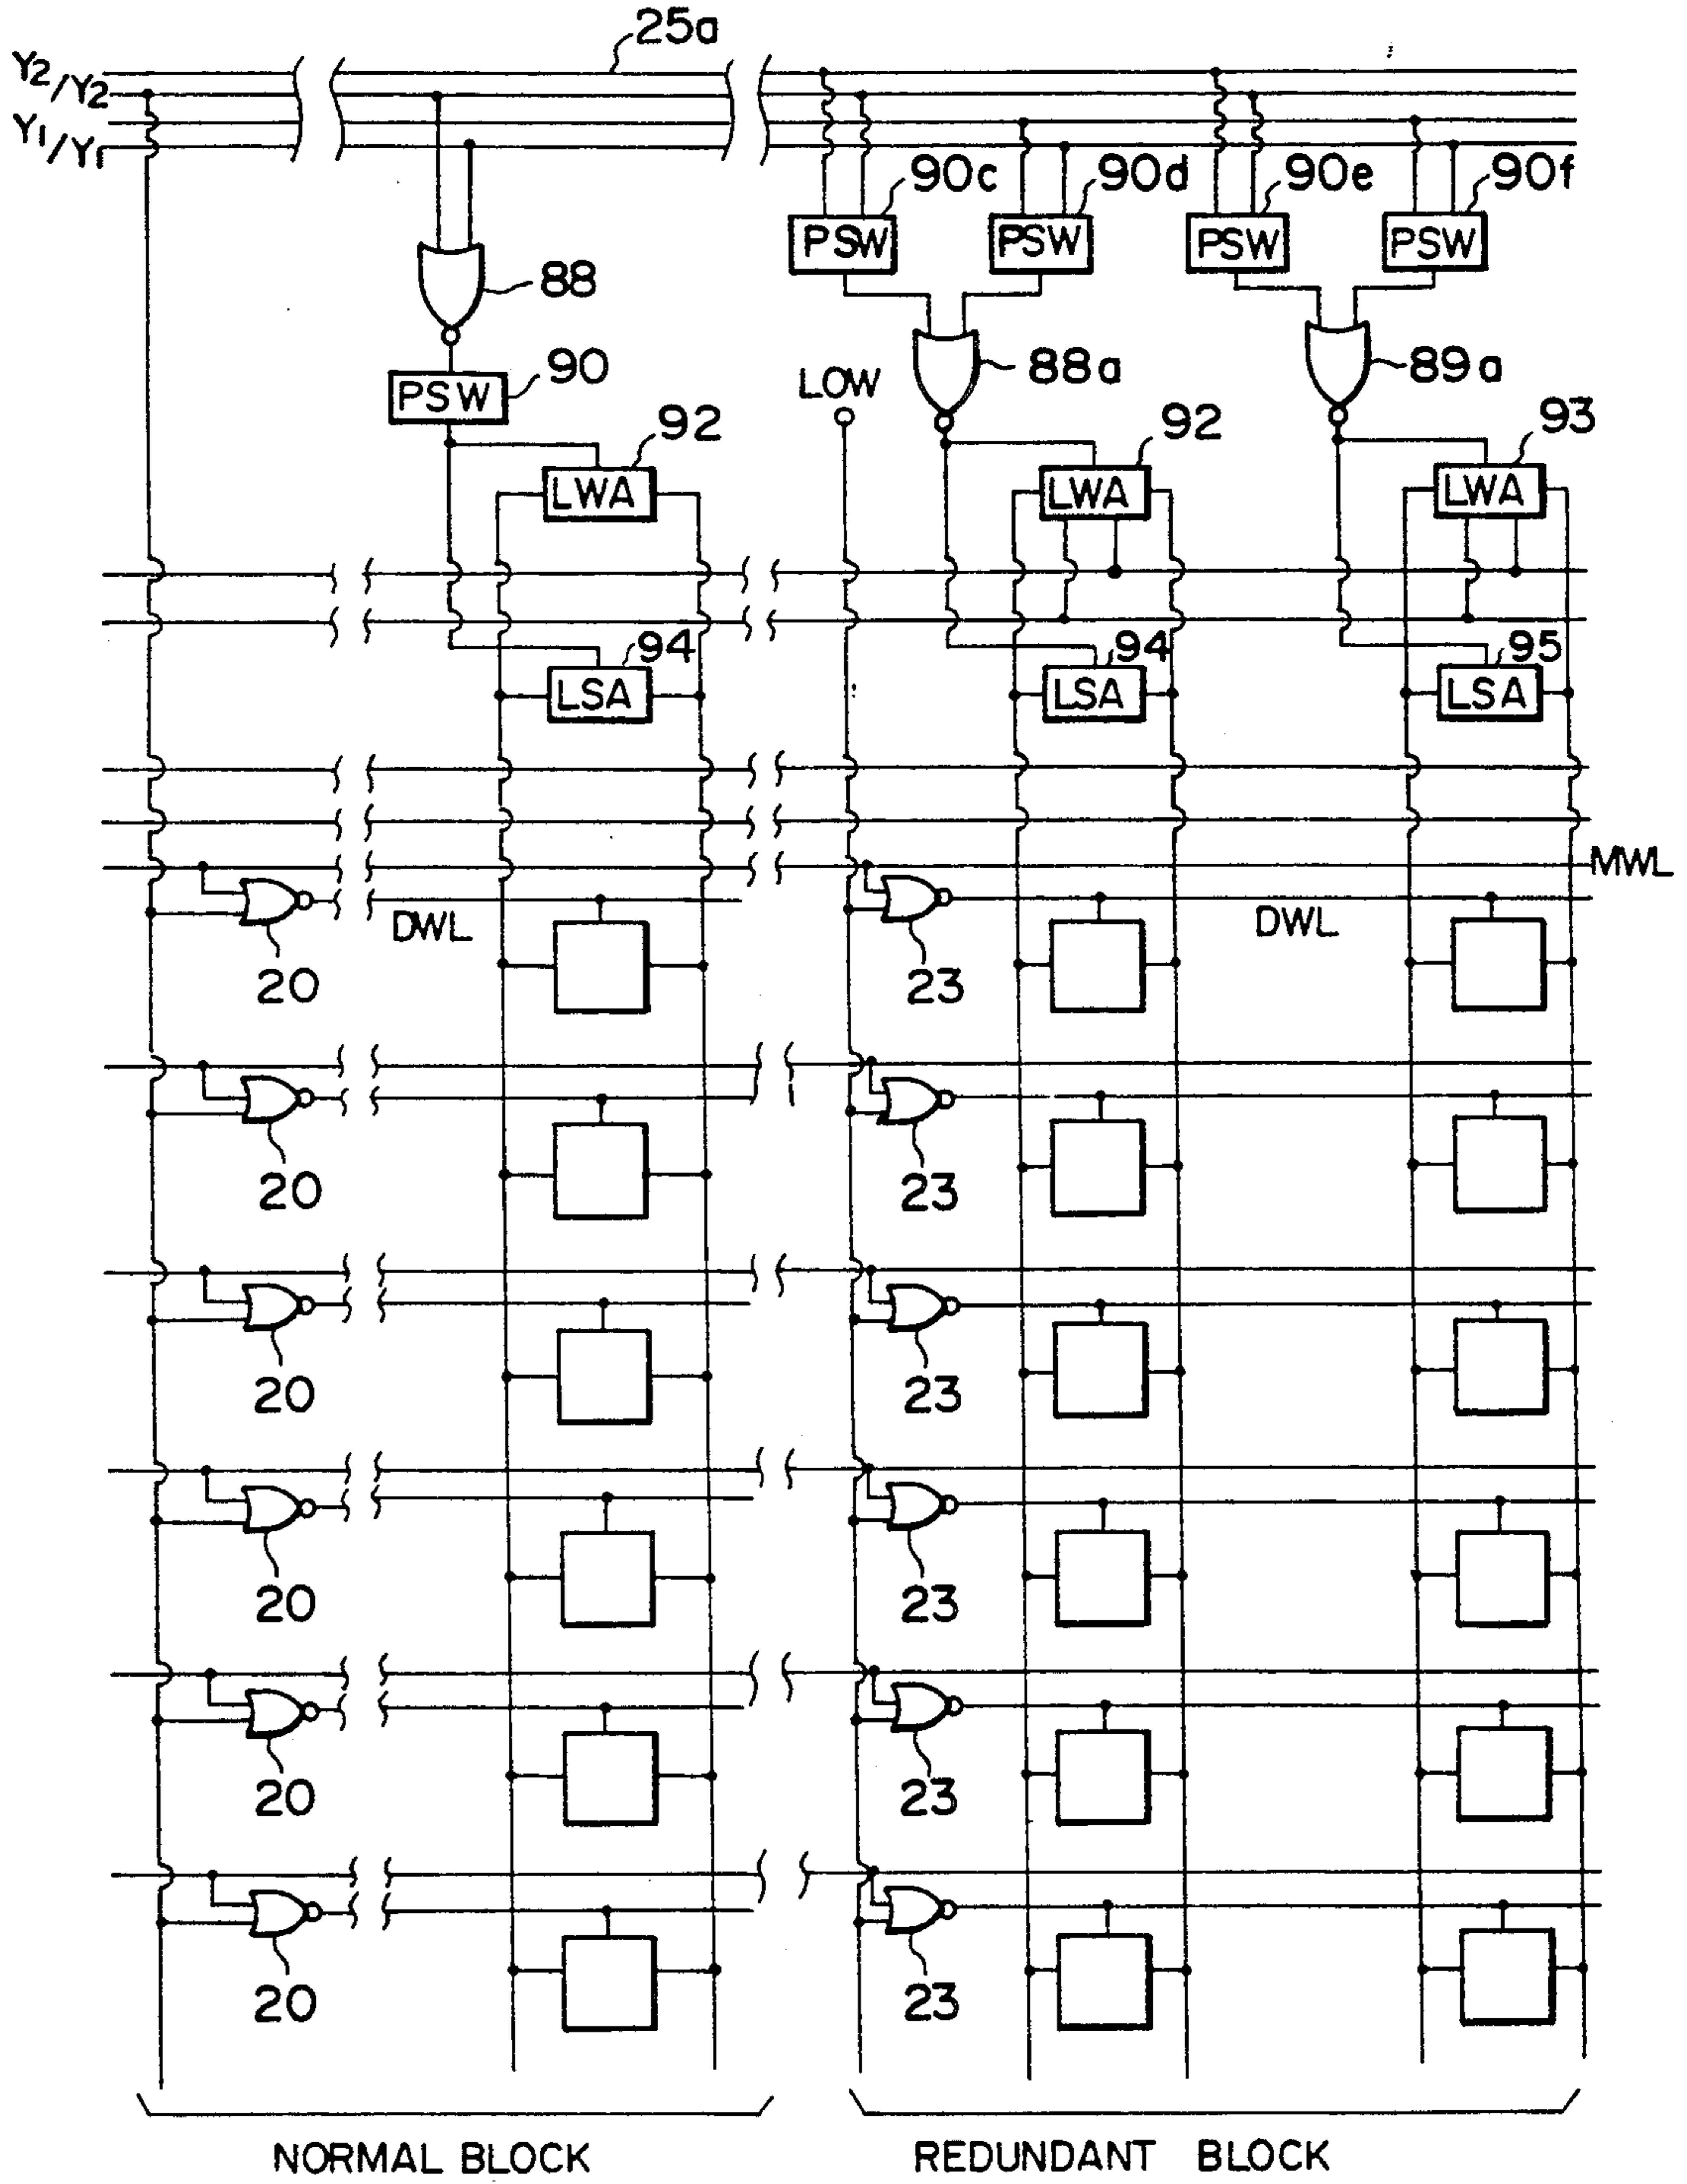 25a
Y2/Y2
Y1/Y1
90c 90d 90e 90f
PSW PSW PSW PSW
88
90
PSW
LOW
88a
89a
92 92 93
LWA LWA LWA
94 94 95
LSA LSA LSA
MWL
DWL DWL
20 23
20 23
20 23
20 23
20 23
20 23
NORMAL BLOCK REDUNDANT BLOCK